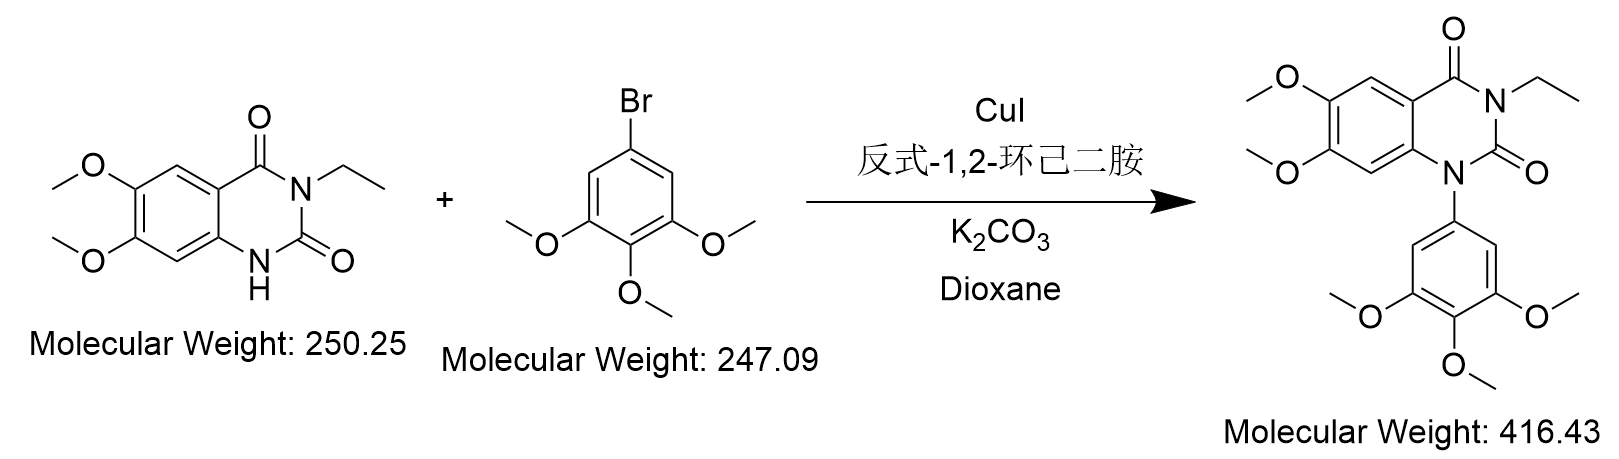 O
O
N
O
N
H
O
Molecular Weight: 250.25
+
Br
O
O
O
Molecular Weight: 247.09
CuI
反式-1,2-环己二胺
K2CO3
Dioxane
O
O
N
O
N
O
O
O
O
Molecular Weight: 416.43